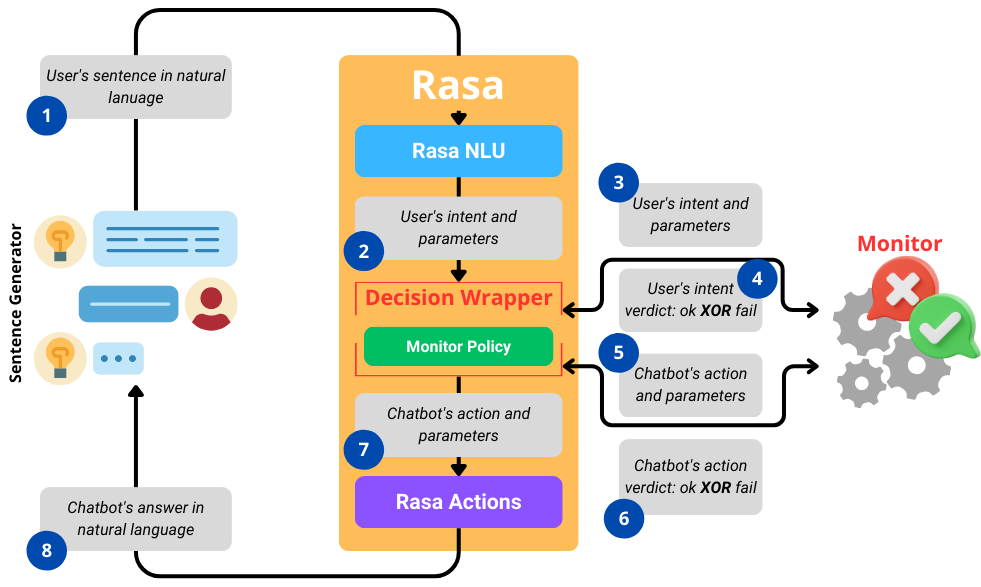 User's sentence in natural
lanuage
1
Sentence Generator
Rasa
Rasa NLU
User's intent and
parameters
2
Decision Wrapper
Monitor Policy
3
User's intent and
parameters
4
User's intent
verdict: ok XOR fail
Monitor
5
Chatbot's action
and parameters
Chatbot's action
verdict: ok XOR fail
6
Chatbot's action and
parameters
7
Rasa Actions
Chatbot's answer in
natural language
8